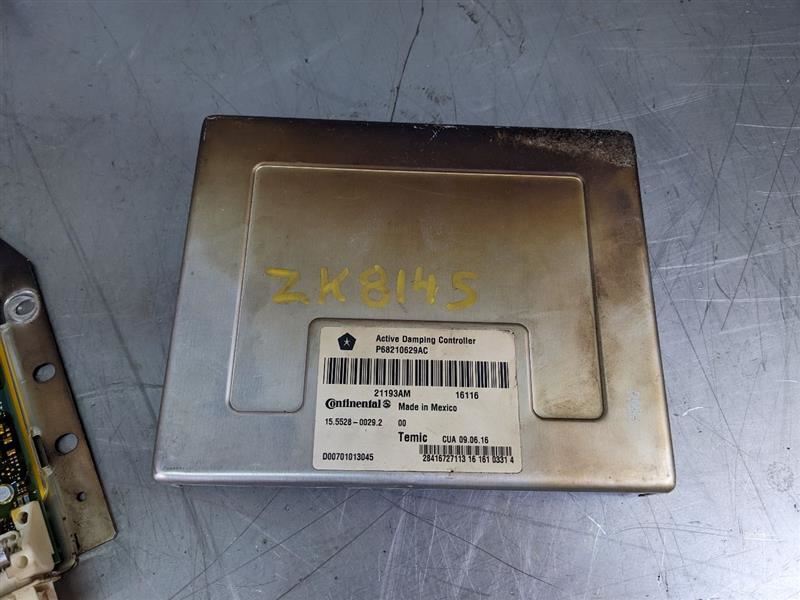 ZK8145
Active Damping Controller
P68210629AC
21193AM 16116
Continental Made in Mexico
15.5528-0029.2 00
Temic CUA 09.06.16
D00701013045 28416727113 16 161 0331 4